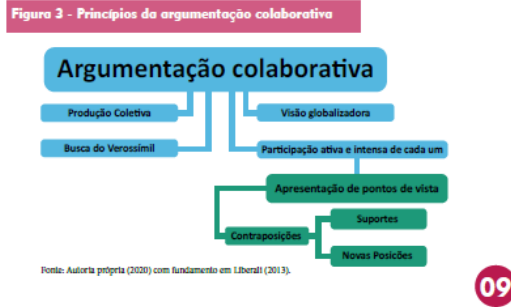 Figura 3 - Princípios da argumentação colaborativa
Argumentação colaborativa
Produção Coletiva
Visão globalizadora
Busca do Verossímil
Participação ativa e intensa de cada um
Apresentação de pontos de vista
Suportes
Contraposições
Novas Posicões
Fonte: Autoria própria (2020) com fundamento em Liberali (2013).
09